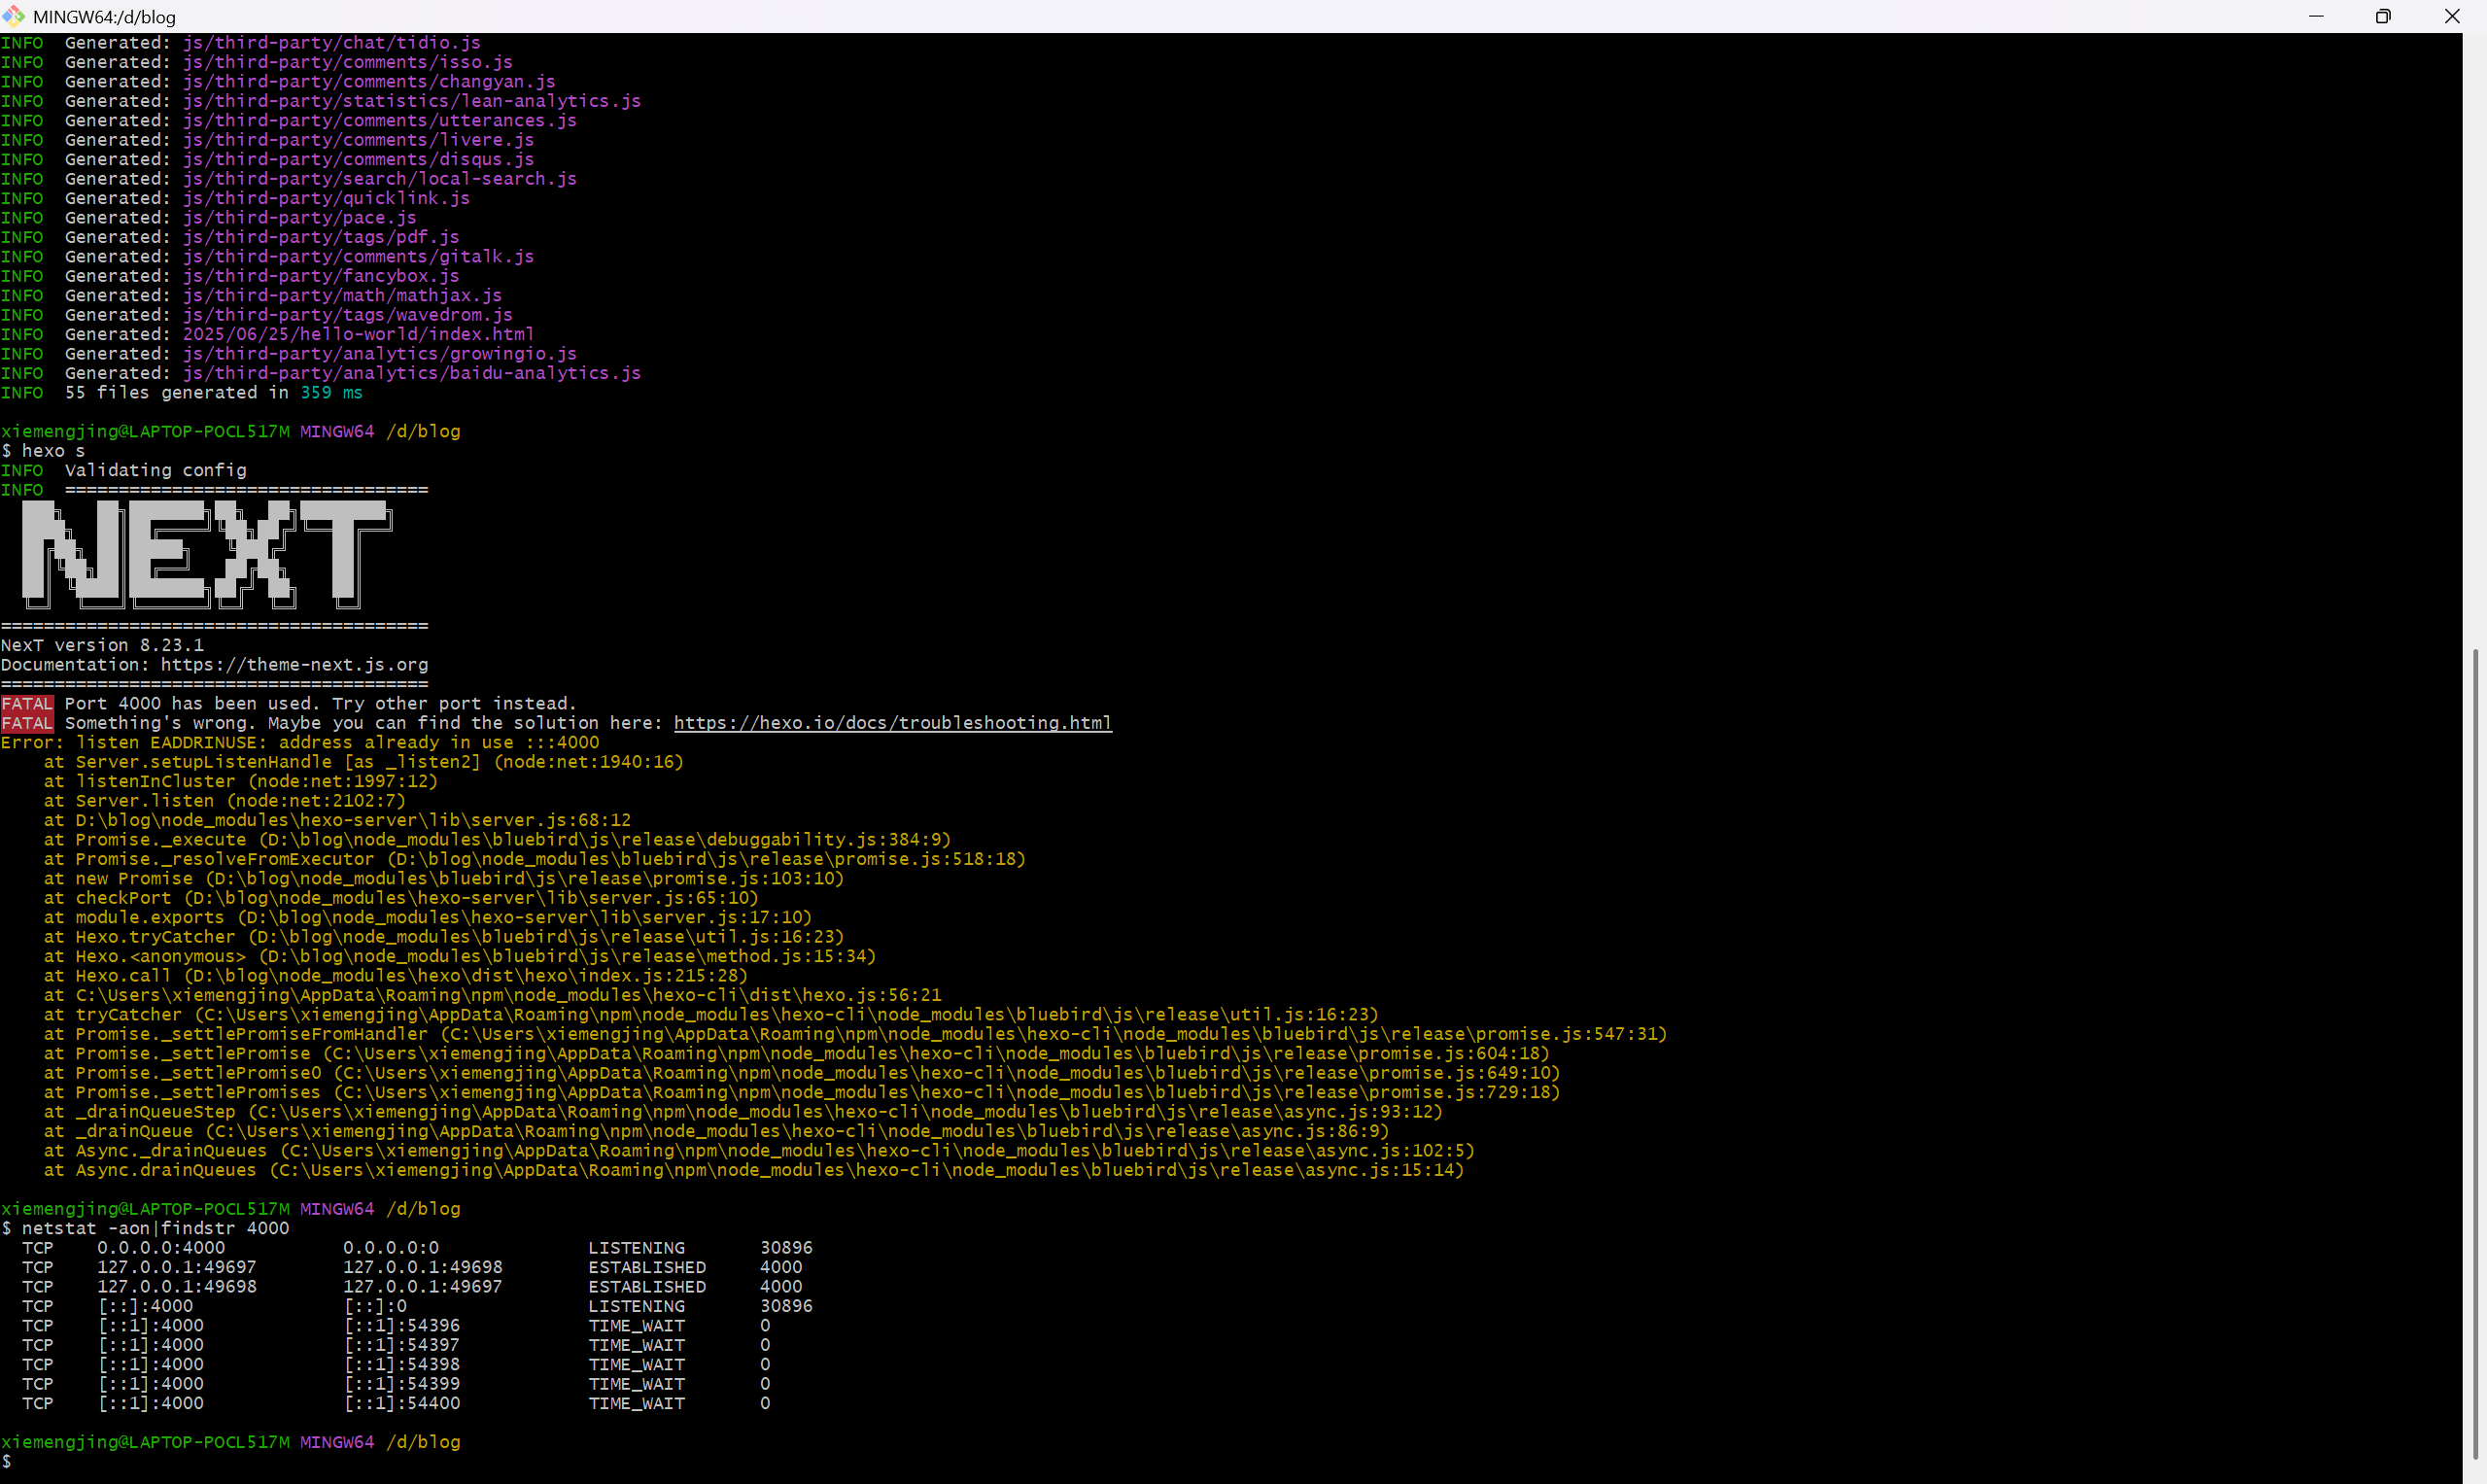 MINGW64:/d/blog
INFO  Generated: js/third-party/chat/tidio.js
INFO  Generated: js/third-party/comments/isso.js
INFO  Generated: js/third-party/comments/changyan.js
INFO  Generated: js/third-party/statistics/lean-analytics.js
INFO  Generated: js/third-party/comments/utterances.js
INFO  Generated: js/third-party/comments/livere.js
INFO  Generated: js/third-party/comments/disqus.js
INFO  Generated: js/third-party/search/local-search.js
INFO  Generated: js/third-party/quicklink.js
INFO  Generated: js/third-party/pace.js
INFO  Generated: js/third-party/tags/pdf.js
INFO  Generated: js/third-party/comments/gitalk.js
INFO  Generated: js/third-party/fancybox.js
INFO  Generated: js/third-party/math/mathjax.js
INFO  Generated: js/third-party/tags/wavedrom.js
INFO  Generated: 2025/06/25/hello-world/index.html
INFO  Generated: js/third-party/analytics/growingio.js
INFO  Generated: js/third-party/analytics/baidu-analytics.js
INFO  55 files generated in 359 ms
xiemengjing@LAPTOP-POCL517M MINGW64 /d/blog
$ hexo s
INFO  Validating config
INFO  ==================================
NEXT
========================================
NexT version 8.23.1
Documentation: https://theme-next.js.org
========================================
FATAL Port 4000 has been used. Try other port instead.
FATAL Something's wrong. Maybe you can find the solution here: https://hexo.io/docs/troubleshooting.html
Error: listen EADDRINUSE: address already in use :::4000
    at Server.setupListenHandle [as _listen2] (node:net:1940:16)
    at listenInCluster (node:net:1997:12)
    at Server.listen (node:net:2102:7)
    at D:\blog\node_modules\hexo-server\lib\server.js:68:12
    at Promise._execute (D:\blog\node_modules\bluebird\js\release\debuggability.js:384:9)
    at Promise._resolveFromExecutor (D:\blog\node_modules\bluebird\js\release\promise.js:518:18)
    at new Promise (D:\blog\node_modules\bluebird\js\release\promise.js:103:10)
    at checkPort (D:\blog\node_modules\hexo-server\lib\server.js:65:10)
    at module.exports (D:\blog\node_modules\hexo-server\lib\server.js:17:10)
    at Hexo.tryCatcher (D:\blog\node_modules\bluebird\js\release\util.js:16:23)
    at Hexo.<anonymous> (D:\blog\node_modules\bluebird\js\release\method.js:15:34)
    at Hexo.call (D:\blog\node_modules\hexo\dist\hexo\index.js:215:28)
    at C:\Users\xiemengjing\AppData\Roaming\npm\node_modules\hexo-cli\dist\hexo.js:56:21
    at tryCatcher (C:\Users\xiemengjing\AppData\Roaming\npm\node_modules\hexo-cli\node_modules\bluebird\js\release\util.js:16:23)
    at Promise._settlePromiseFromHandler (C:\Users\xiemengjing\AppData\Roaming\npm\node_modules\hexo-cli\node_modules\bluebird\js\release\promise.js:547:31)
    at Promise._settlePromise (C:\Users\xiemengjing\AppData\Roaming\npm\node_modules\hexo-cli\node_modules\bluebird\js\release\promise.js:604:18)
    at Promise._settlePromise0 (C:\Users\xiemengjing\AppData\Roaming\npm\node_modules\hexo-cli\node_modules\bluebird\js\release\promise.js:649:10)
    at Promise._settlePromises (C:\Users\xiemengjing\AppData\Roaming\npm\node_modules\hexo-cli\node_modules\bluebird\js\release\promise.js:729:18)
    at _drainQueueStep (C:\Users\xiemengjing\AppData\Roaming\npm\node_modules\hexo-cli\node_modules\bluebird\js\release\async.js:93:12)
    at _drainQueue (C:\Users\xiemengjing\AppData\Roaming\npm\node_modules\hexo-cli\node_modules\bluebird\js\release\async.js:86:9)
    at Async._drainQueues (C:\Users\xiemengjing\AppData\Roaming\npm\node_modules\hexo-cli\node_modules\bluebird\js\release\async.js:102:5)
    at Async.drainQueues (C:\Users\xiemengjing\AppData\Roaming\npm\node_modules\hexo-cli\node_modules\bluebird\js\release\async.js:15:14)
xiemengjing@LAPTOP-POCL517M MINGW64 /d/blog
$ netstat -aon|findstr 4000
  TCP    0.0.0.0:4000           0.0.0.0:0              LISTENING       30896
  TCP    127.0.0.1:49697        127.0.0.1:49698        ESTABLISHED     4000
  TCP    127.0.0.1:49698        127.0.0.1:49697        ESTABLISHED     4000
  TCP    [::]:4000              [::]:0                 LISTENING       30896
  TCP    [::1]:4000             [::1]:54396            TIME_WAIT       0
  TCP    [::1]:4000             [::1]:54397            TIME_WAIT       0
  TCP    [::1]:4000             [::1]:54398            TIME_WAIT       0
  TCP    [::1]:4000             [::1]:54399            TIME_WAIT       0
  TCP    [::1]:4000             [::1]:54400            TIME_WAIT       0
xiemengjing@LAPTOP-POCL517M MINGW64 /d/blog
$